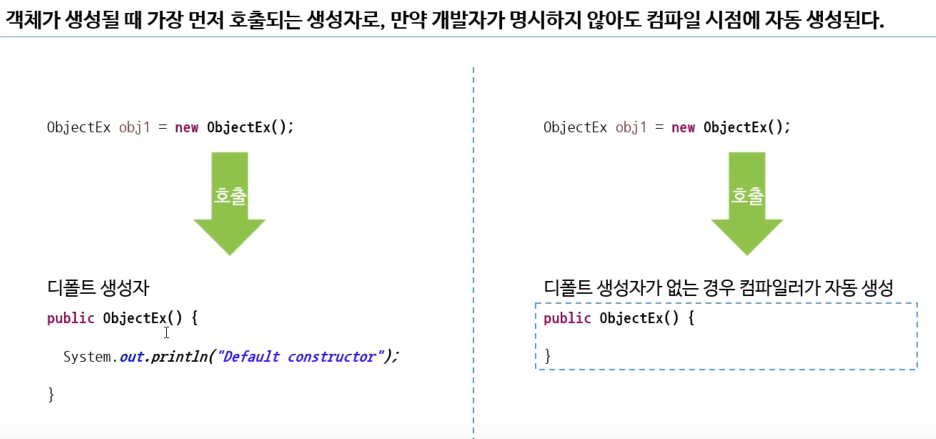 객체가 생성될 때 가장 먼저 호출되는 생성자로, 만약 개발자가 명시하지 않아도 컴파일 시점에 자동 생성된다.
ObjectEx obj1 = new ObjectEx();
호출
디폴트 생성자
public ObjectEx() {
System.out.println("Default constructor");
}
ObjectEx obj1 = new ObjectEx();
호출
디폴트 생성자가 없는 경우 컴파일러가 자동 생성
public ObjectEx() {
}